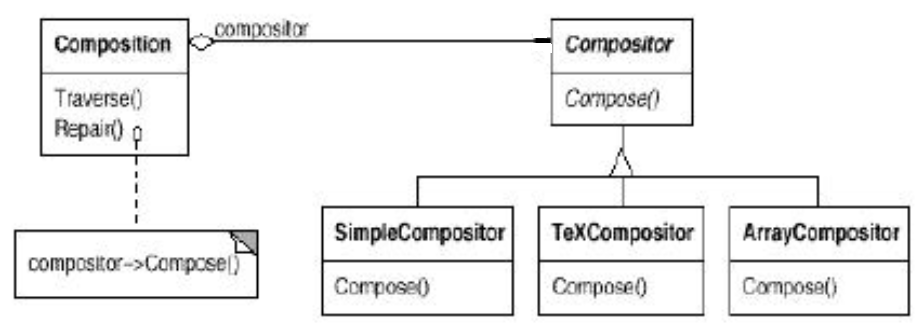 Composition
Traverse()
Repair()
compositor
Compositor
Compose()
compositor->Compose()
SimpleCompositor
Compose()
TeXCompositor
Compose()
ArrayCompositor
Compose()